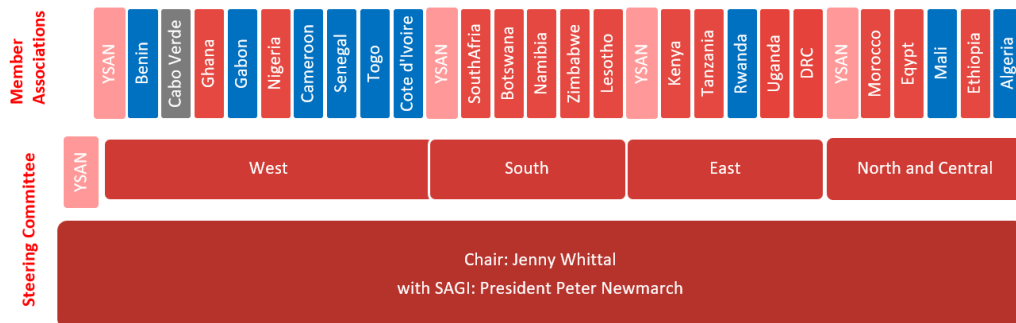 Member
Associations
YSAN
Benin
Cabo Verde
Ghana
Gabon
Nigeria
Cameroon
Senegal
Togo
Cote d'Ivoire
YSAN
SouthAfria
Botswana
Namibia
Zimbabwe
Lesotho
YSAN
Kenya
Tanzania
Rwanda
Uganda
DRC
YSAN
Morocco
Eqypt
Mali
Ethiopia
Algeria
Steering Committee
YSAN
West
South
East
North and Central
Chair: Jenny Whittal
with SAGI: President Peter Newmarch